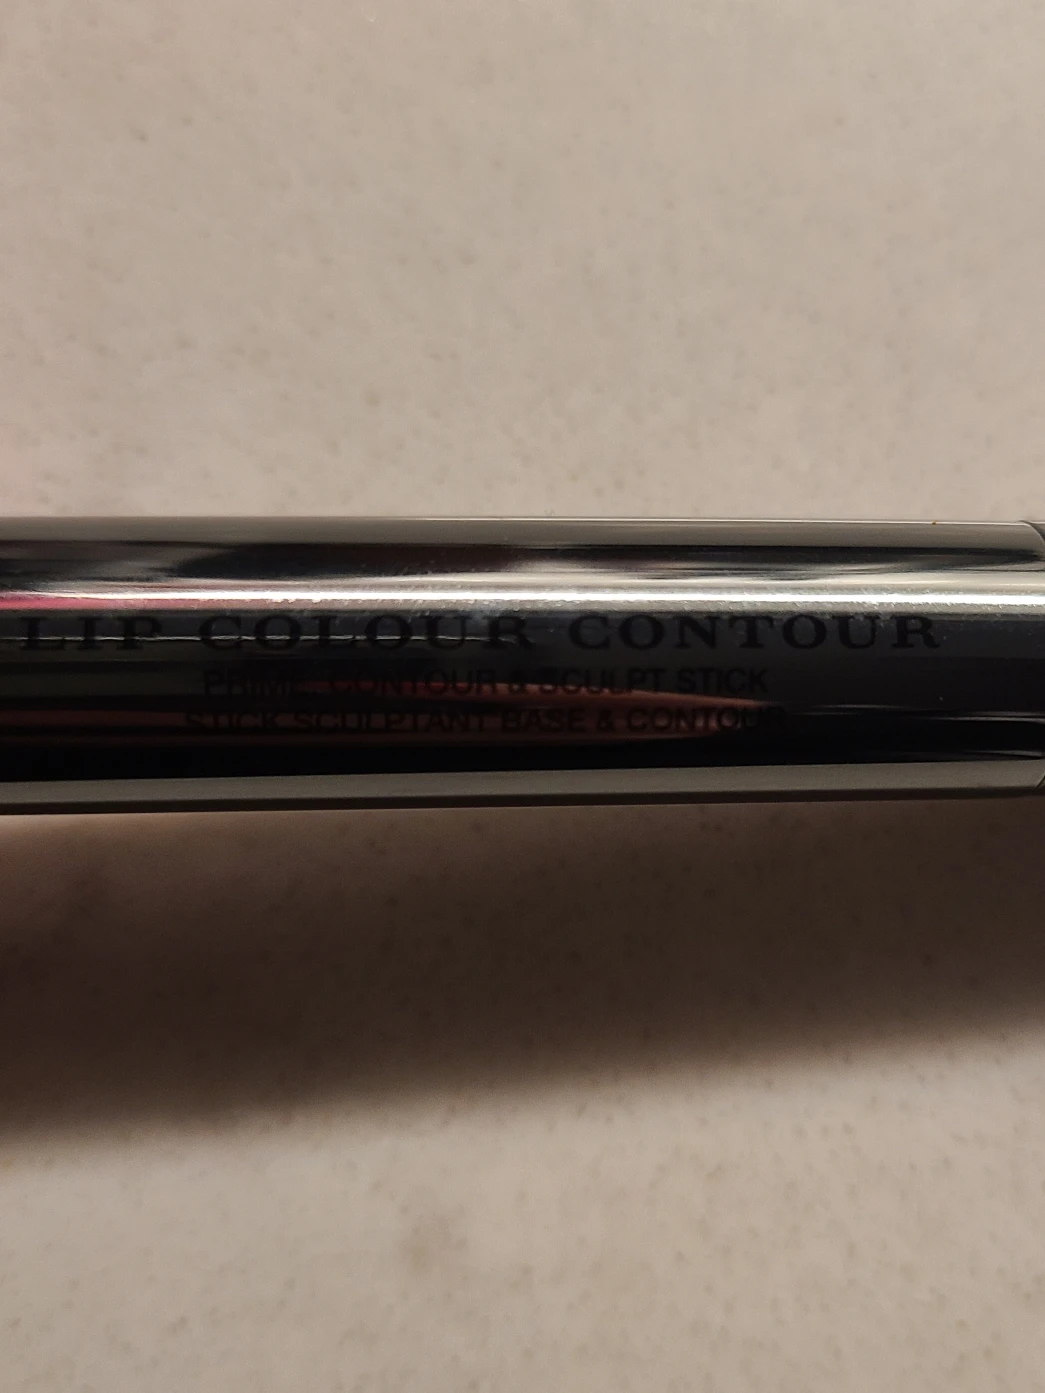 LIP COLOUR CONTOUR
PRIME, CONTOUR & SCULPT STICK
STICK SCULPTANT BASE & CONTOUR